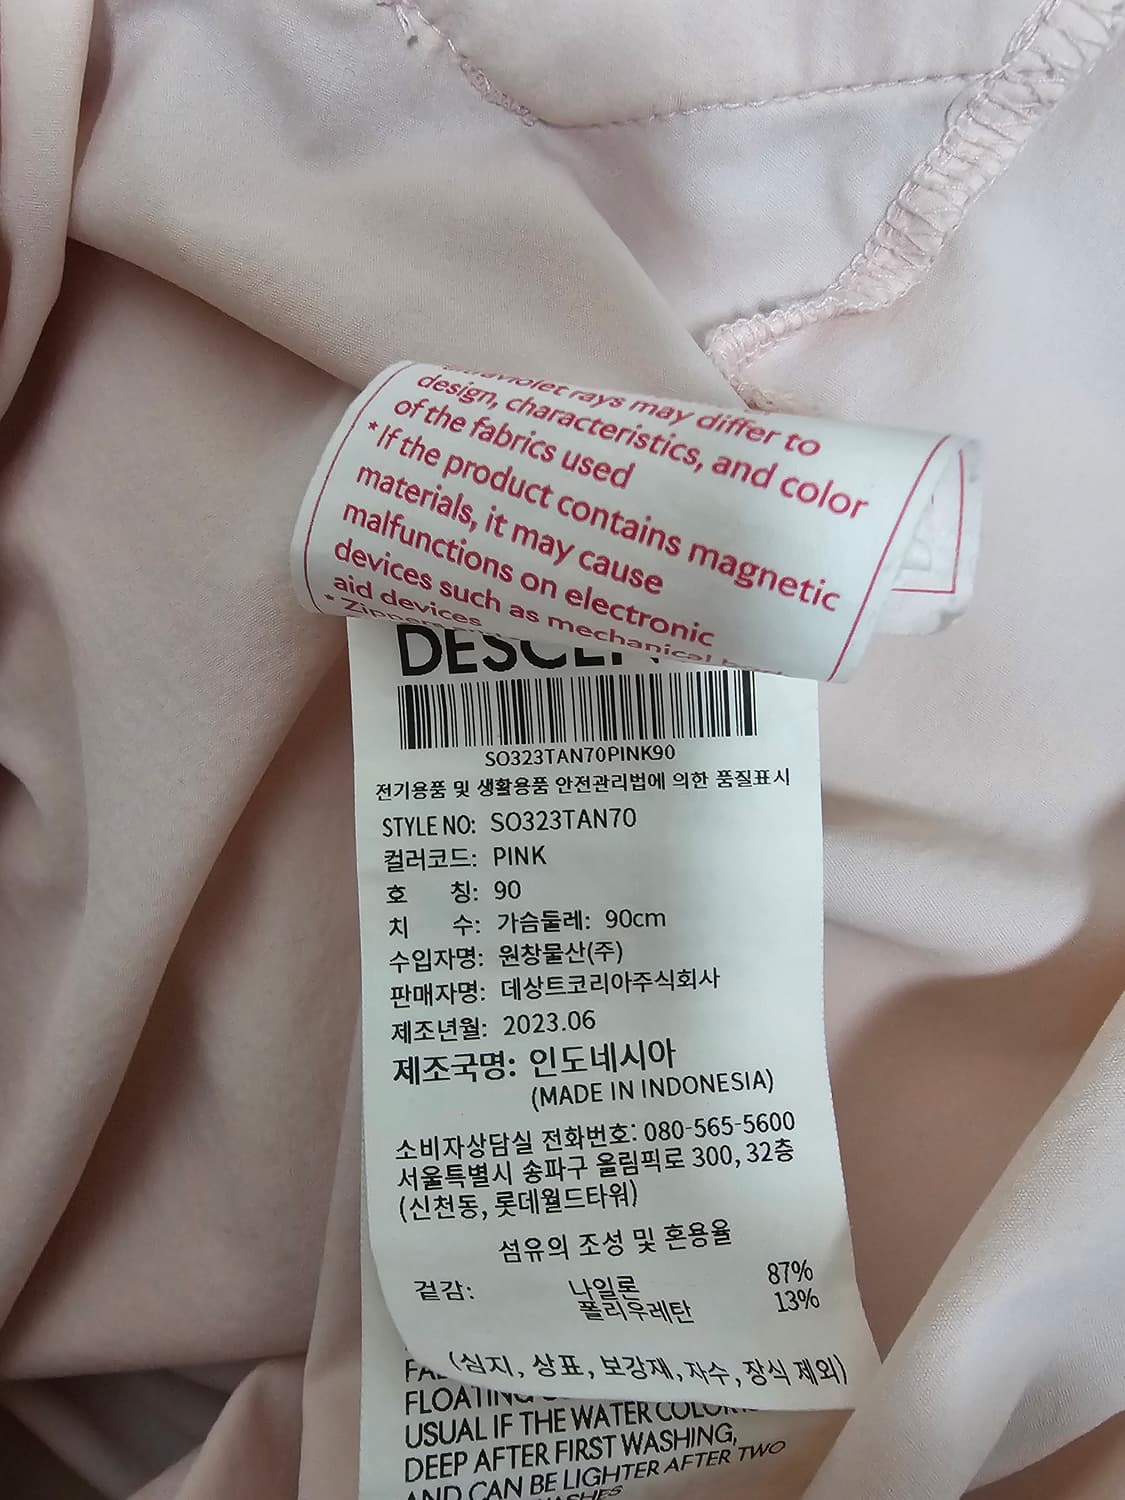 rays may differ to
design, characteristics, and color
of the fabrics used
*If the product contains magnetic
materials, it may cause
malfunctions on electronic
devices such as mechanical
aid devices
SO323TAN70PINK90
전기용품 및 생활용품 안전관리법에 의한 품질표시
STYLE NO: SO323TAN70
컬러코드: PINK
호 칭: 90
치 수: 가슴둘레: 90cm
수입자명: 원창물산(주)
판매자명: 데상트코리아주식회사
제조년월: 2023.06
제조국명: 인도네시아
(MADE IN INDONESIA)
소비자상담실 전화번호: 080-565-5600
서울특별시 송파구 올림픽로 300, 32층
(신천동, 롯데월드타워)
섬유의 조성 및 혼용율
겉감: 나일론 87%
폴리우레탄 13%
(심지, 상표, 보강재, 자수, 장식 제외)
FLOATING
USUAL IF THE WATER
DEEP AFTER FIRST WASHING,
AND CAN BE LIGHTER AFTER TWO